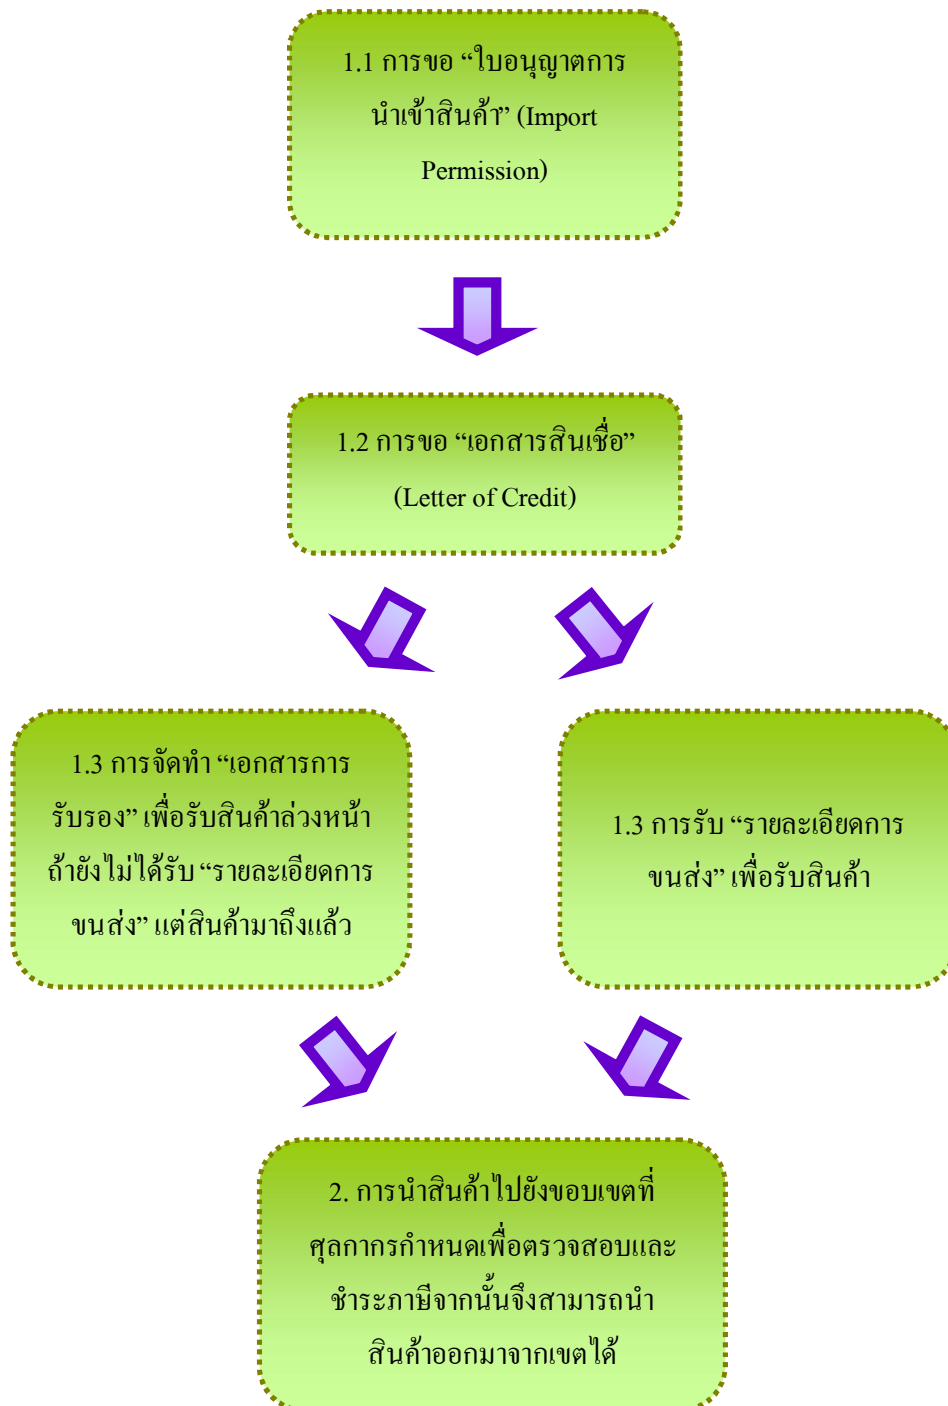 1.1 การขอ “ใบอนุญาตการ
นำเข้าสินค้า” (Import
Permission)
1.2 การขอ “เอกสารสินเชื่อ”
(Letter of Credit)
1.3 การจัดทำ “เอกสารการ
รับรอง” เพื่อรับสินค้าล่วงหน้า
ถ้ายังไม่ได้รับ “รายละเอียดการ
ขนส่ง” แต่สินค้ามาถึงแล้ว
1.3 การรับ “รายละเอียดการ
ขนส่ง” เพื่อรับสินค้า
2. การนำสินค้าไปยังขอบเขตที่
ศุลกากรกำหนดเพื่อตรวจสอบและ
ชำระภาษีจากนั้นจึงสามารถนำ
สินค้าออกมาจากเขตได้